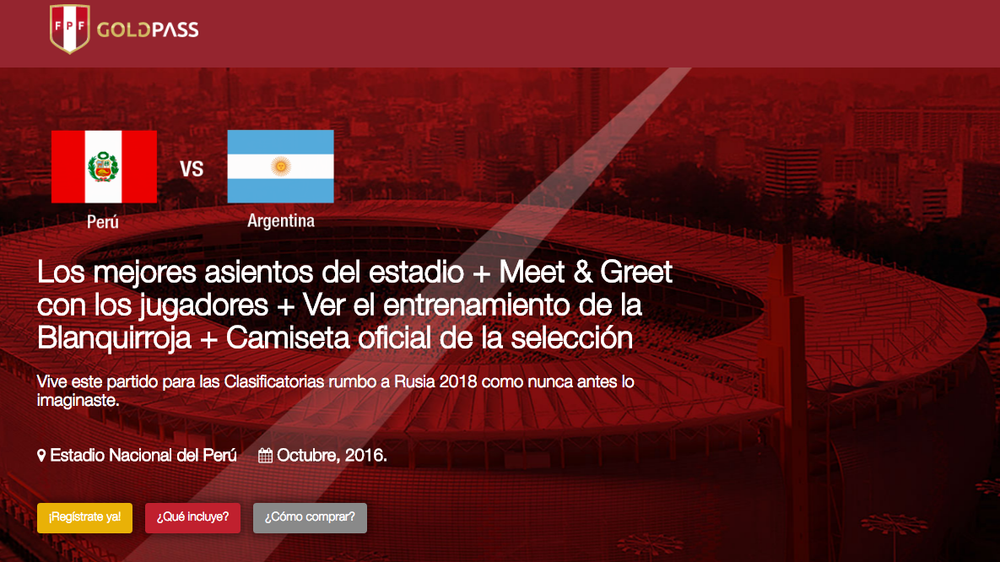 FPF GOLDPASS
VS
Perú
Argentina
Los mejores asientos del estadio + Meet & Greet
con los jugadores + Ver el entrenamiento de la
Blanquirroja + Camiseta oficial de la selección
Vive este partido para las Clasificatorias rumbo a Rusia 2018 como nunca antes lo
imaginaste.
Estadio Nacional del Perú Octubre, 2016.
¡Regístrate ya! ¿Qué incluye? ¿Cómo comprar?